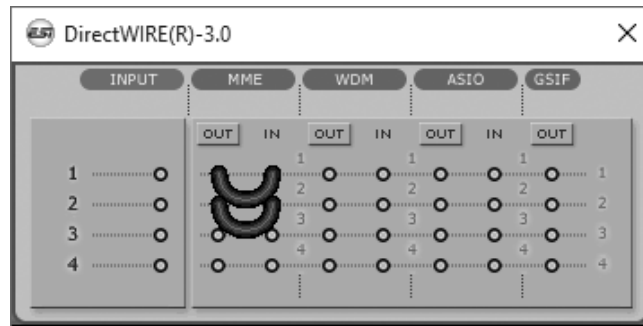 ESI DirectWIRE(R)-3.0
INPUT MME WDM ASIO GSIF
OUT IN OUT IN OUT IN OUT
1 1 1 1 1
2 2 2 2 2
3 3 3 3 3
4 4 4 4 4